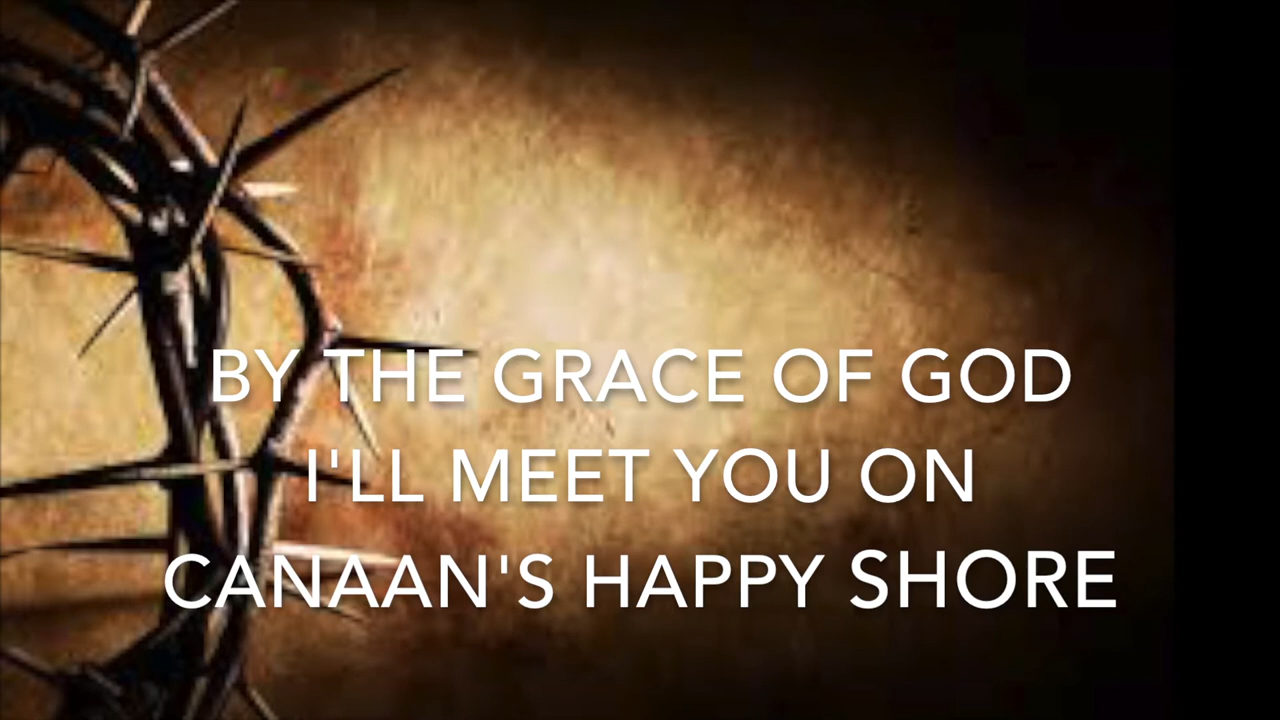 BY THE GRACE OF GOD
I'LL MEET YOU ON
CANAAN'S HAPPY SHORE